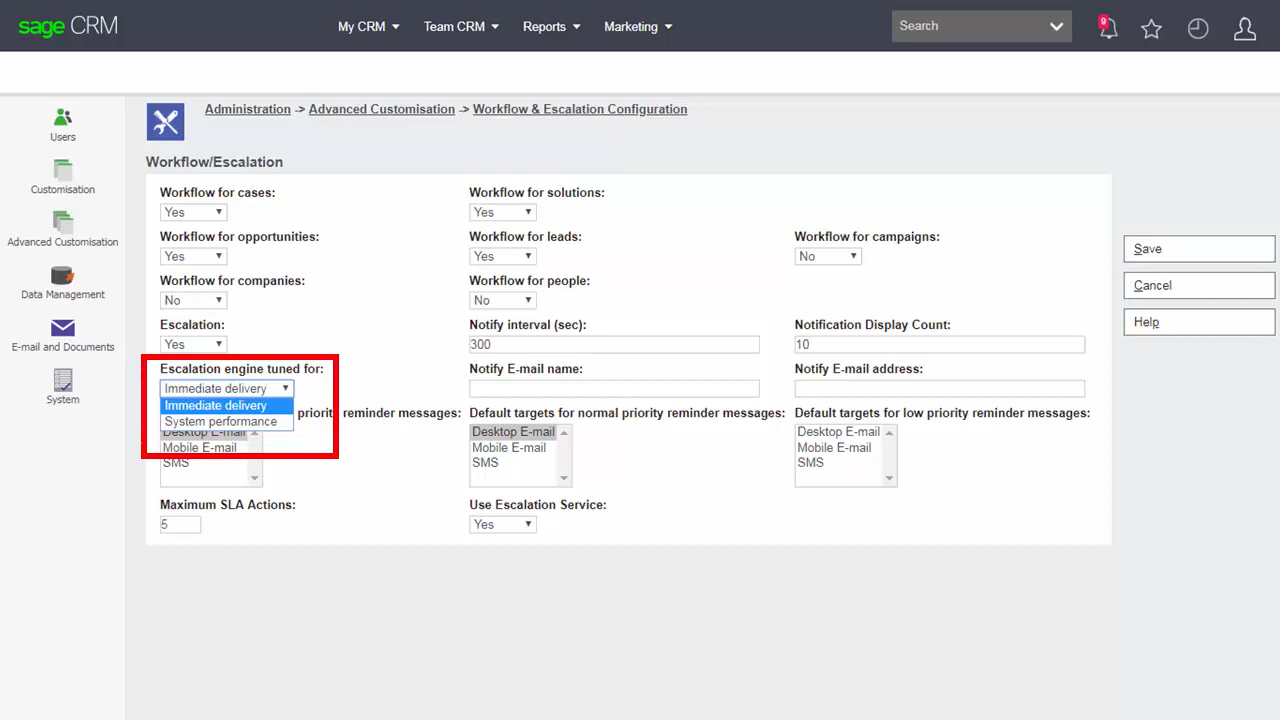 sage CRM
My CRM Team CRM Reports Marketing Search 9
Administration -> Advanced Customisation -> Workflow & Escalation Configuration
Users
Customisation
Advanced Customisation
Data Management
E-mail and Documents
System
Workflow/Escalation
Workflow for cases: Workflow for solutions:
Yes Yes
Workflow for opportunities: Workflow for leads: Workflow for campaigns:
Yes Yes No
Workflow for companies: Workflow for people:
No No
Escalation: Notify interval (sec): Notification Display Count:
Yes 300 10
Escalation engine tuned for: Notify E-mail name: Notify E-mail address:
Immediate delivery
Immediate delivery
System performance
priority reminder messages: Default targets for normal priority reminder messages: Default targets for low priority reminder messages:
Desktop E-mail Desktop E-mail Desktop E-mail
Mobile E-mail Mobile E-mail Mobile E-mail
SMS SMS SMS
Maximum SLA Actions: Use Escalation Service:
5 Yes
Save
Cancel
Help